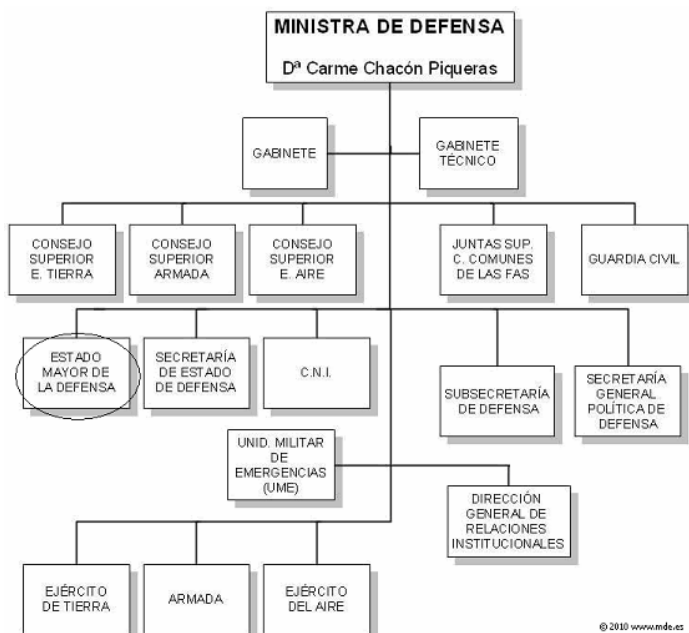 MINISTRA DE DEFENSA
Dª Carme Chacón Piqueras
GABINETE
GABINETE
TÉCNICO
CONSEJO
SUPERIOR
E. TIERRA
CONSEJO
SUPERIOR
ARMADA
CONSEJO
SUPERIOR
E. AIRE
JUNTAS SUP.
C. COMUNES
DE LAS FAS
GUARDIA CIVIL
ESTADO
MAYOR DE
LA DEFENSA
SECRETARÍA
DE ESTADO
DE DEFENSA
C.N.I.
SUBSECRETARÍA
DE DEFENSA
SECRETARÍA
GENERAL
POLÍTICA DE
DEFENSA
UNID. MILITAR
DE
EMERGENCIAS
(UME)
DIRECCIÓN
GENERAL DE
RELACIONES
INSTITUCIONALES
EJÉRCITO
DE TIERRA
ARMADA
EJÉRCITO
DEL AIRE
© 2010 www.mde.es